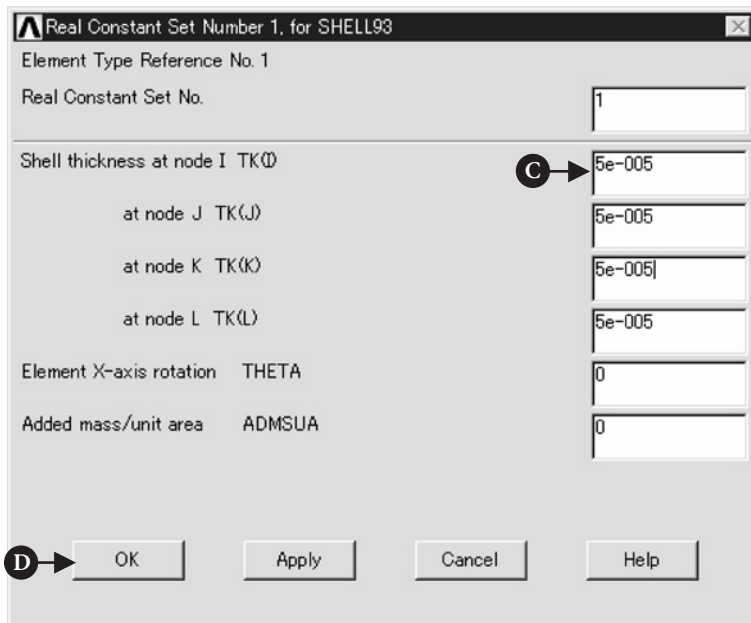 Real Constant Set Number 1, for SHELL93
Element Type Reference No. 1
Real Constant Set No. 1
Shell thickness at node I TK(I) C 5e-005
at node J TK(J) 5e-005
at node K TK(K) 5e-005
at node L TK(L) 5e-005
Element X-axis rotation THETA 0
Added mass/unit area ADMSUA 0
D OK Apply Cancel Help